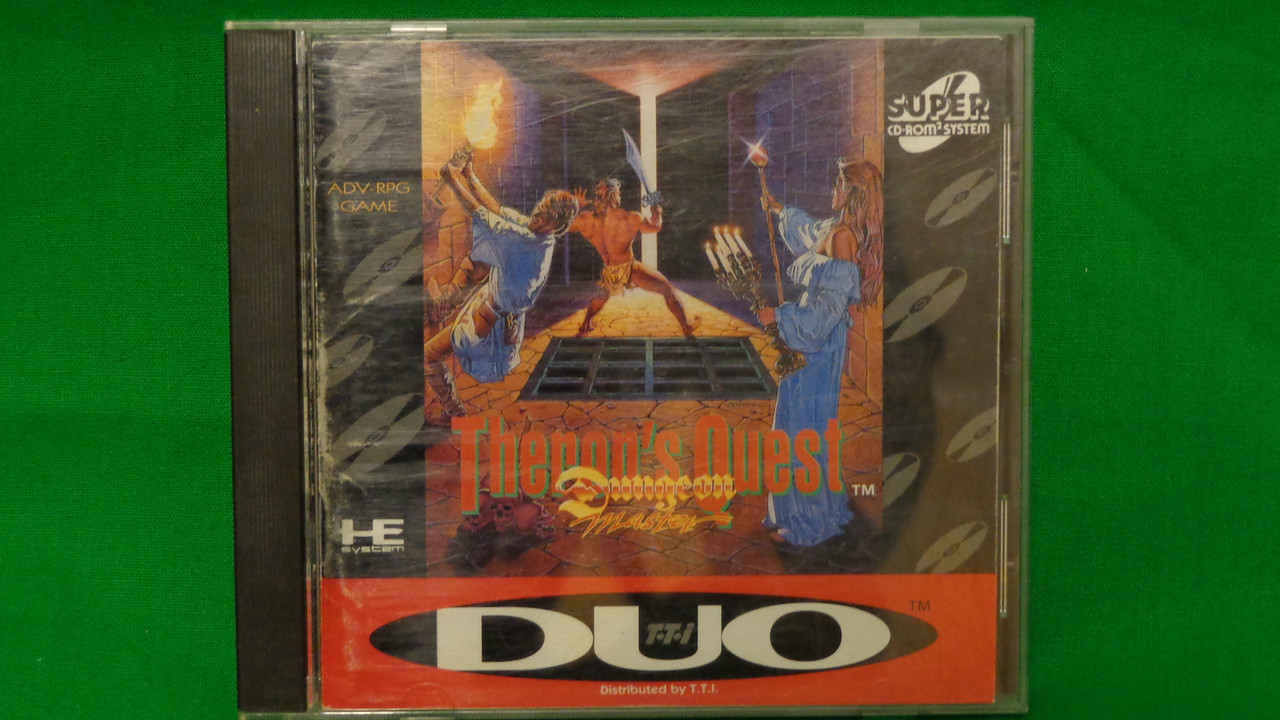 SUPER
CD-ROM² SYSTEM
ADV-RPG
GAME
Theron's Quest
TM
Dungeon
Master
HE
system
DUO
TM
T·T·i
Distributed by T.T.I.